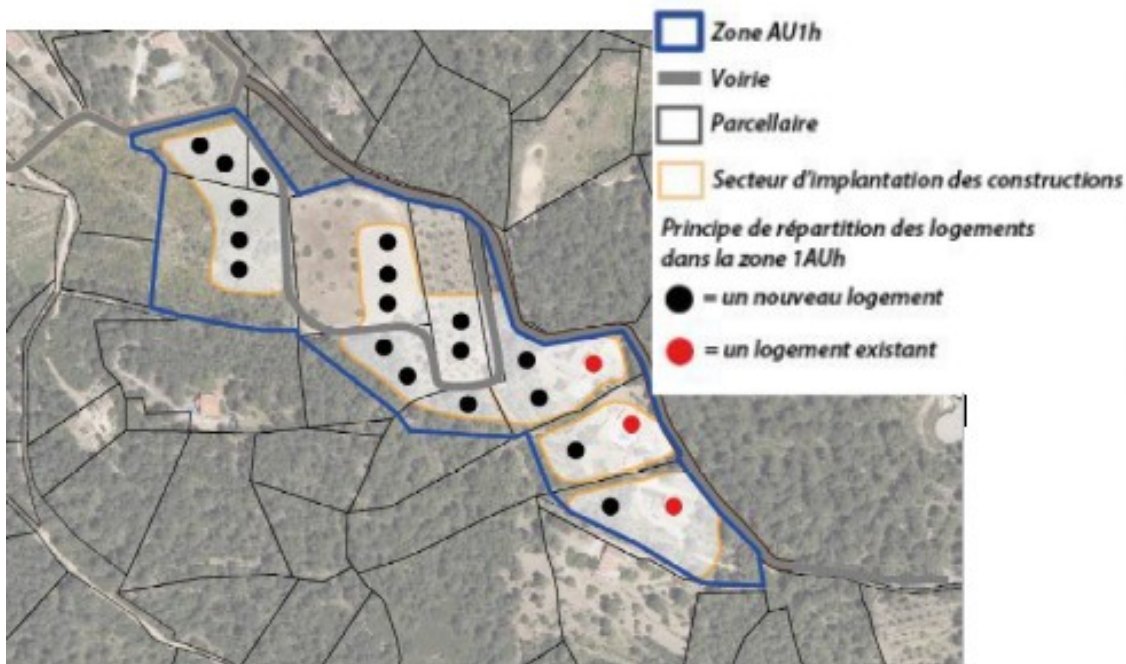 Zone AU1h
Voirie
Parcellaire
Secteur d'implantation des constructions
Principe de répartition des logements
dans la zone 1AUh
= un nouveau logement
= un logement existant